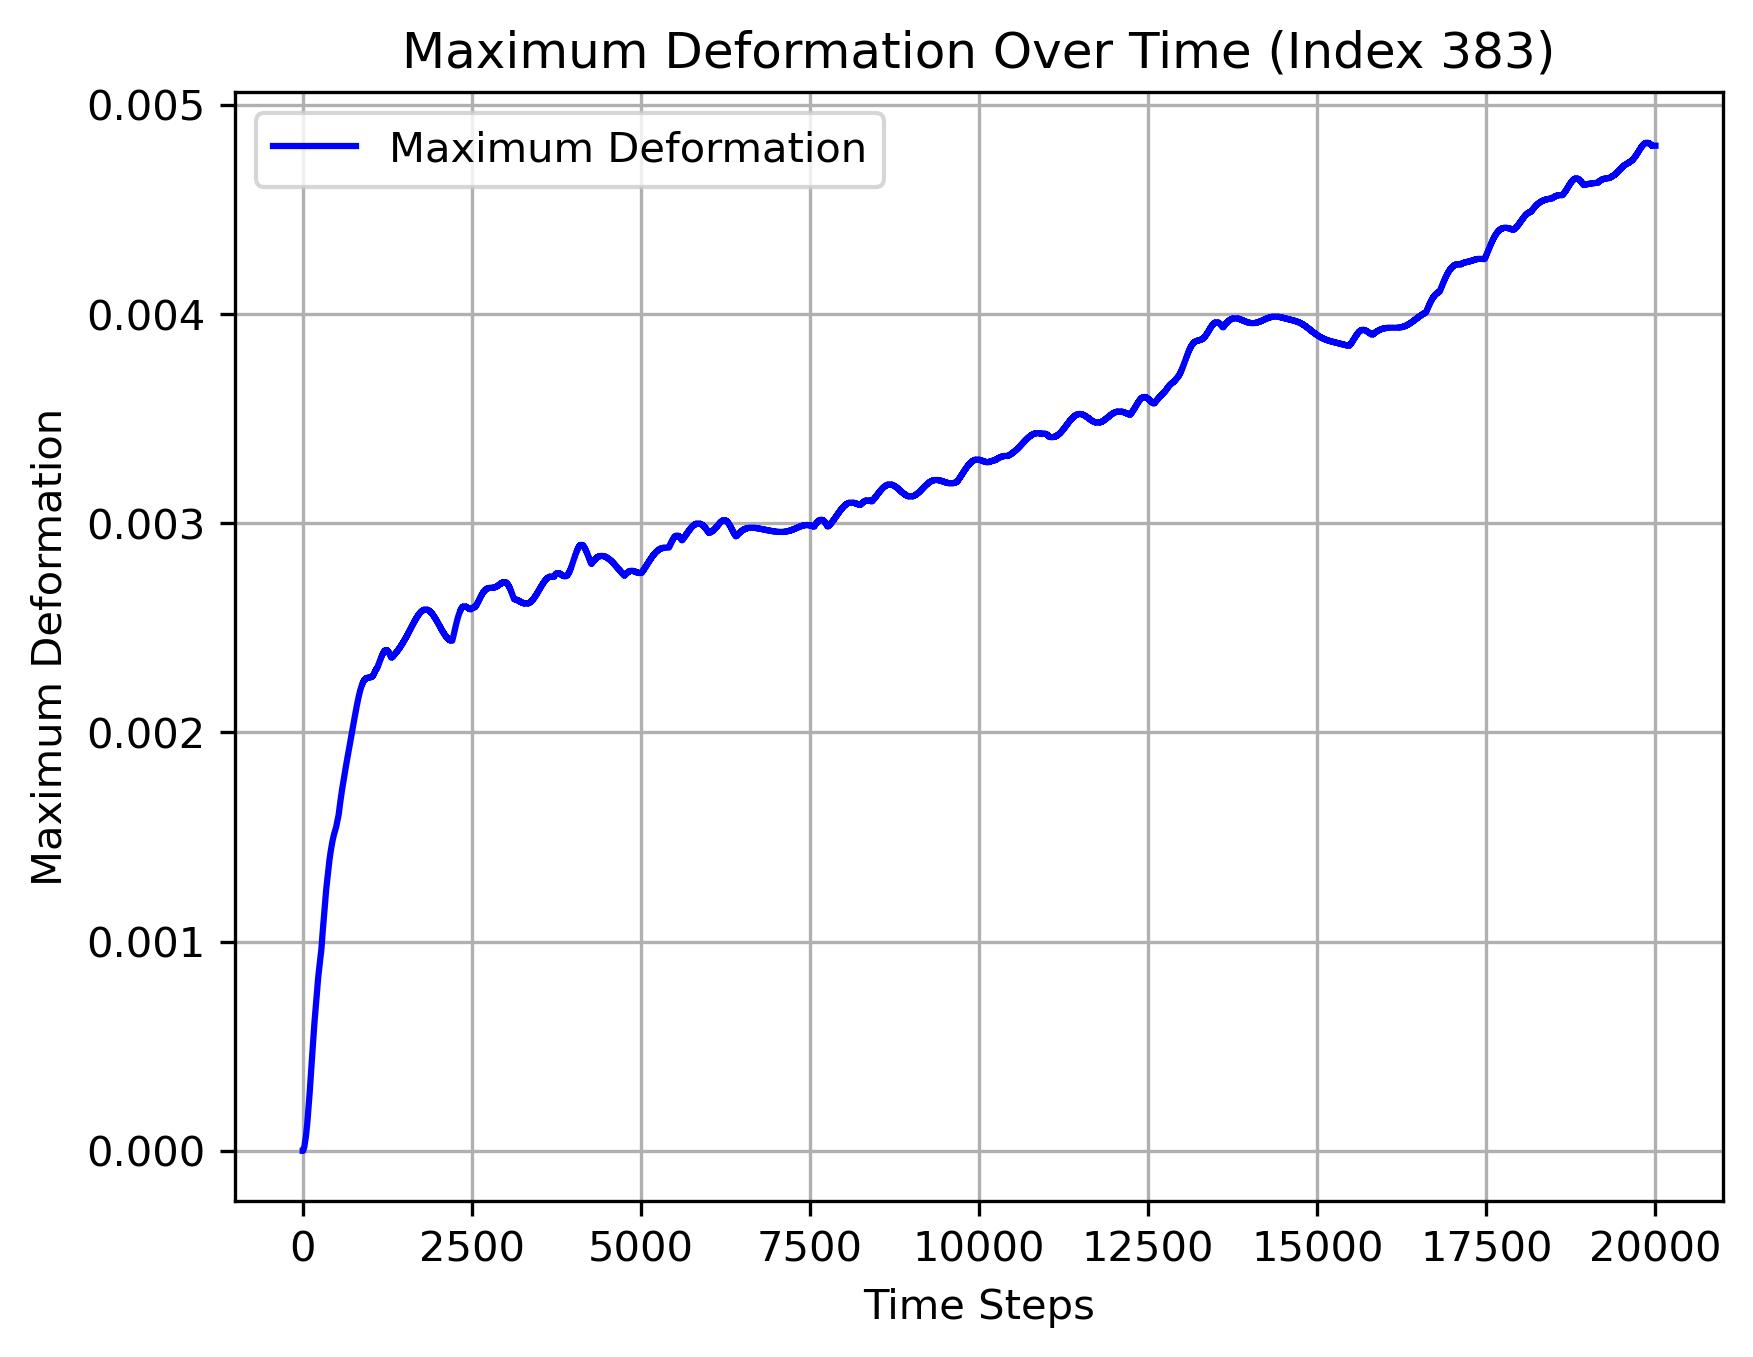 Maximum Deformation Over Time (Index 383)
Maximum Deformation
Maximum Deformation
0.005
0.004
0.003
0.002
0.001
0.000
0 2500 5000 7500 10000 12500 15000 17500 20000
Time Steps